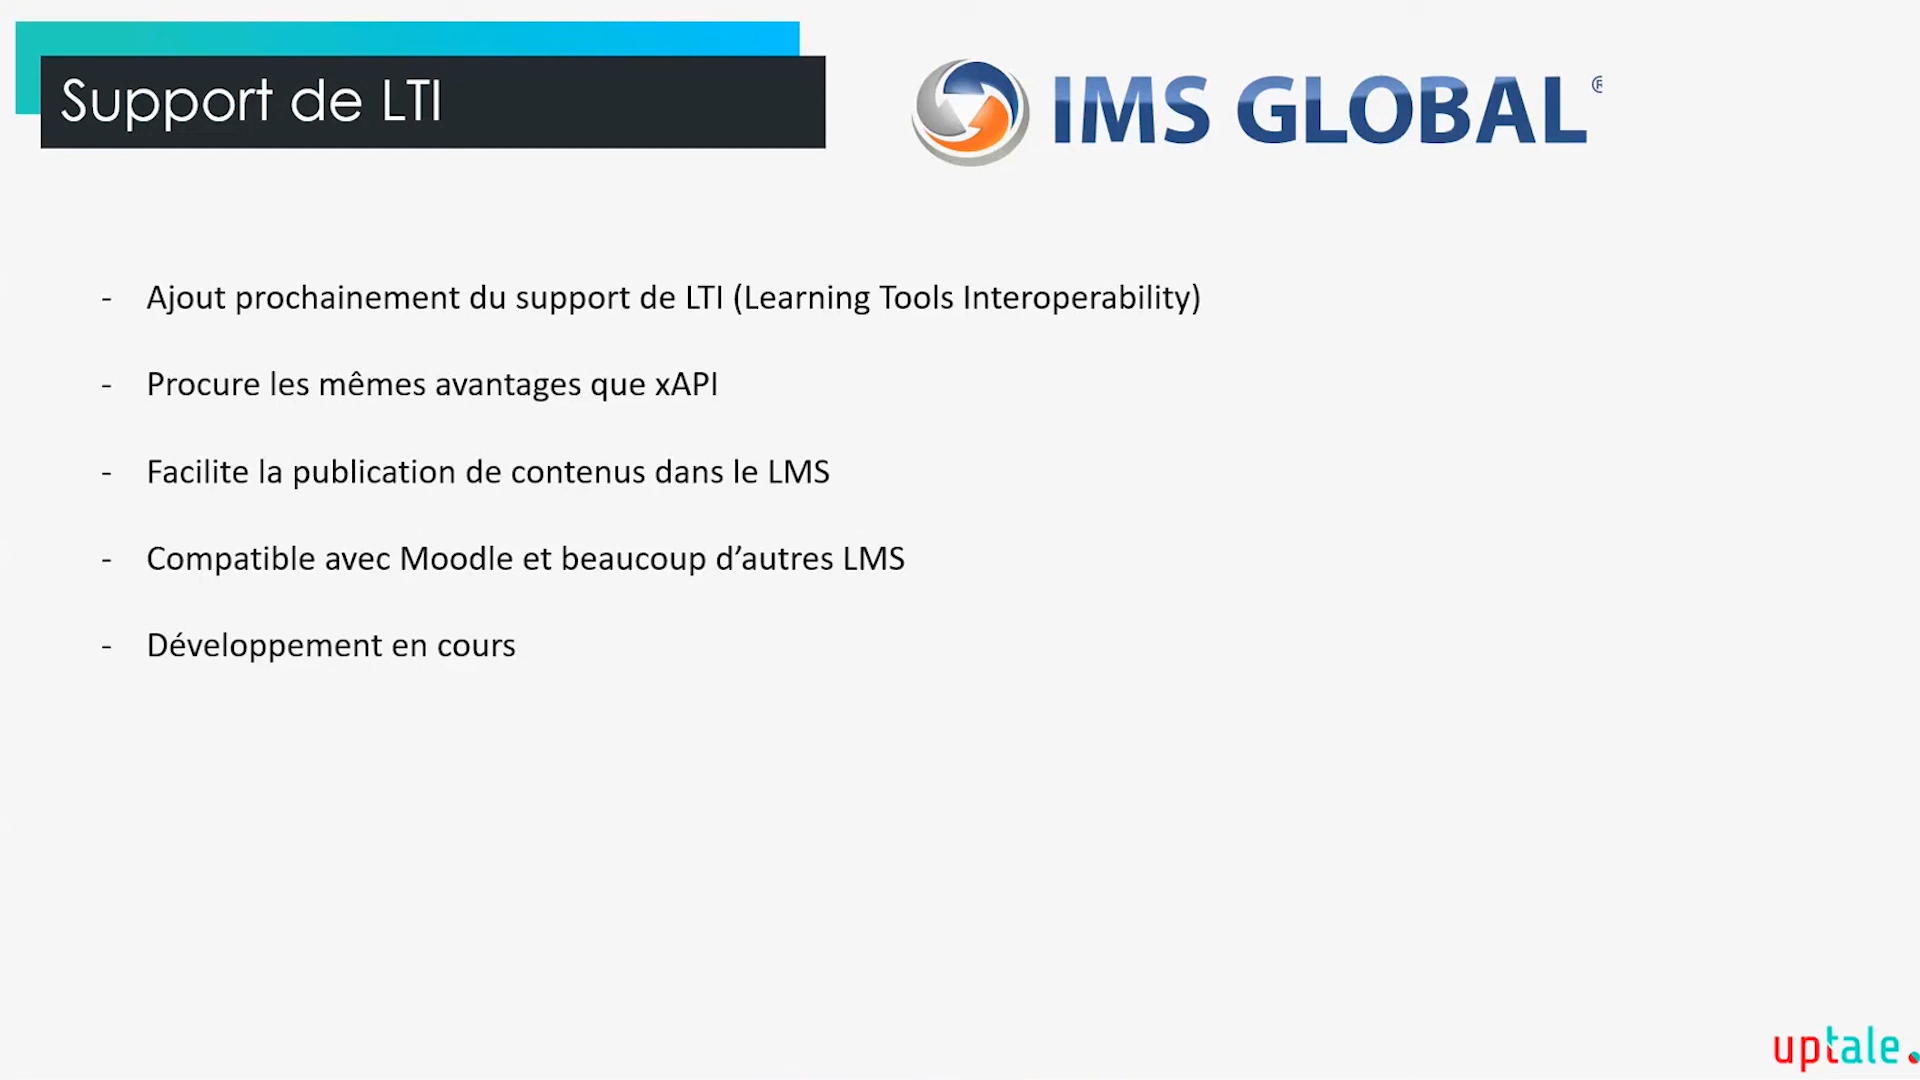 Support de LTI
IMS GLOBAL®
- Ajout prochainement du support de LTI (Learning Tools Interoperability)
- Procure les mêmes avantages que xAPI
- Facilite la publication de contenus dans le LMS
- Compatible avec Moodle et beaucoup d’autres LMS
- Développement en cours
uptale.